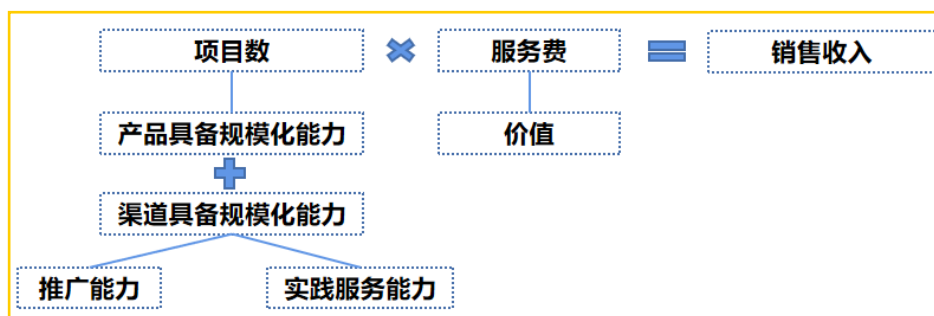 项目数
服务费
销售收入
产品具备规模化能力
价值
渠道具备规模化能力
推广能力
实践服务能力